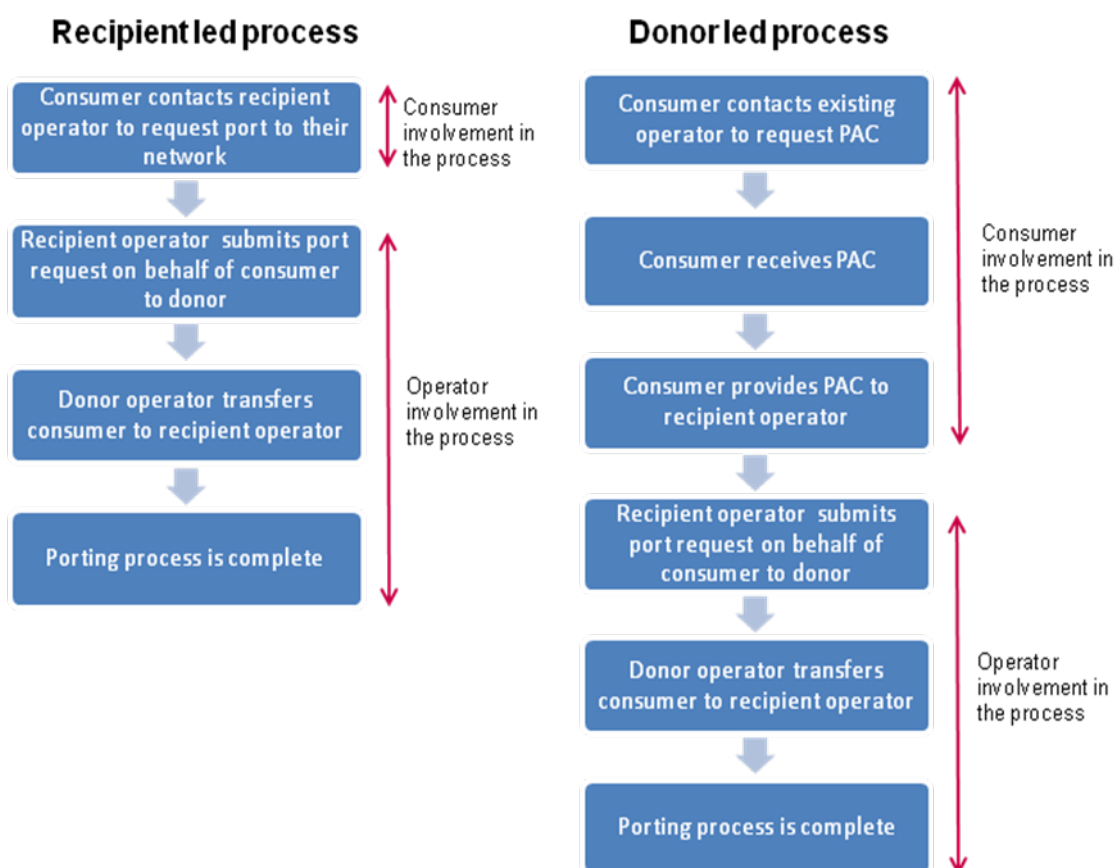 Recipient led process
Consumer contacts recipient
operator to request port to their
network
Consumer
involvement in
the process
Recipient operator submits port
request on behalf of consumer
to donor
Donor operator transfers
consumer to recipient operator
Operator
involvement in
the process
Porting process is complete
Donor led process
Consumer contacts existing
operator to request PAC
Consumer receives PAC
Consumer
involvement in
the process
Consumer provides PAC to
recipient operator
Recipient operator submits
port request on behalf of
consumer to donor
Donor operator transfers
consumer to recipient operator
Operator
involvement in
the process
Porting process is complete